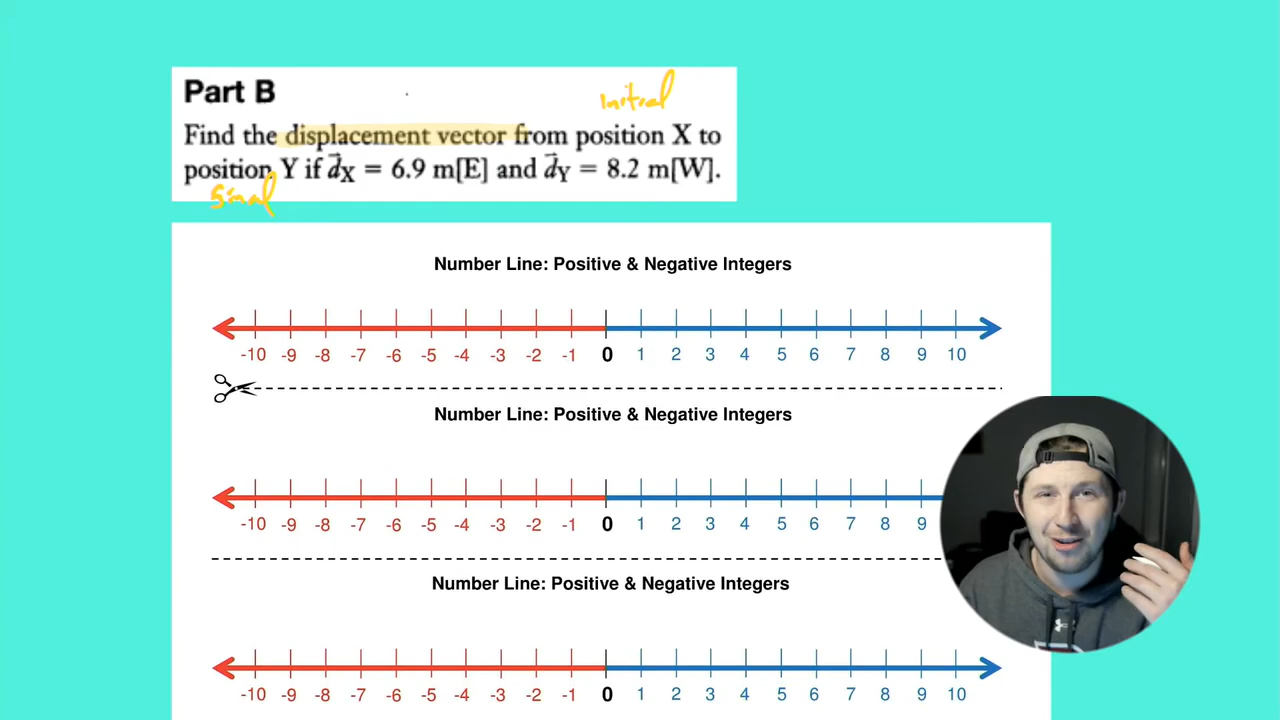 Part B
initial
Find the displacement vector from position X to
position Y if d⃗X = 6.9 m[E] and d⃗Y = 8.2 m[W].
final
Number Line: Positive & Negative Integers
-10 -9 -8 -7 -6 -5 -4 -3 -2 -1 0 1 2 3 4 5 6 7 8 9 10
Number Line: Positive & Negative Integers
-10 -9 -8 -7 -6 -5 -4 -3 -2 -1 0 1 2 3 4 5 6 7 8 9
Number Line: Positive & Negative Integers
-10 -9 -8 -7 -6 -5 -4 -3 -2 -1 0 1 2 3 4 5 6 7 8 9 10